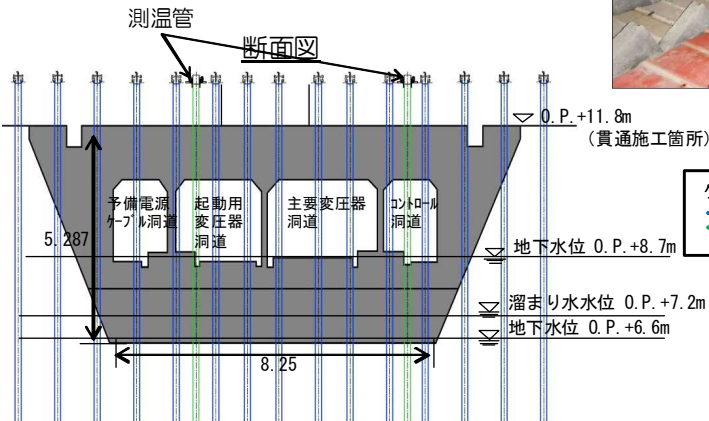 測温管
断面図
O.P.+11.8m
(貫通施工箇所)
予備電源
ケーブル洞道
起動用
変圧器
洞道
主要変圧器
洞道
コントロール
洞道
5.287
地下水位 O.P.+8.7m
溜まり水水位 O.P.+7.2m
地下水位 O.P.+6.6m
8.25